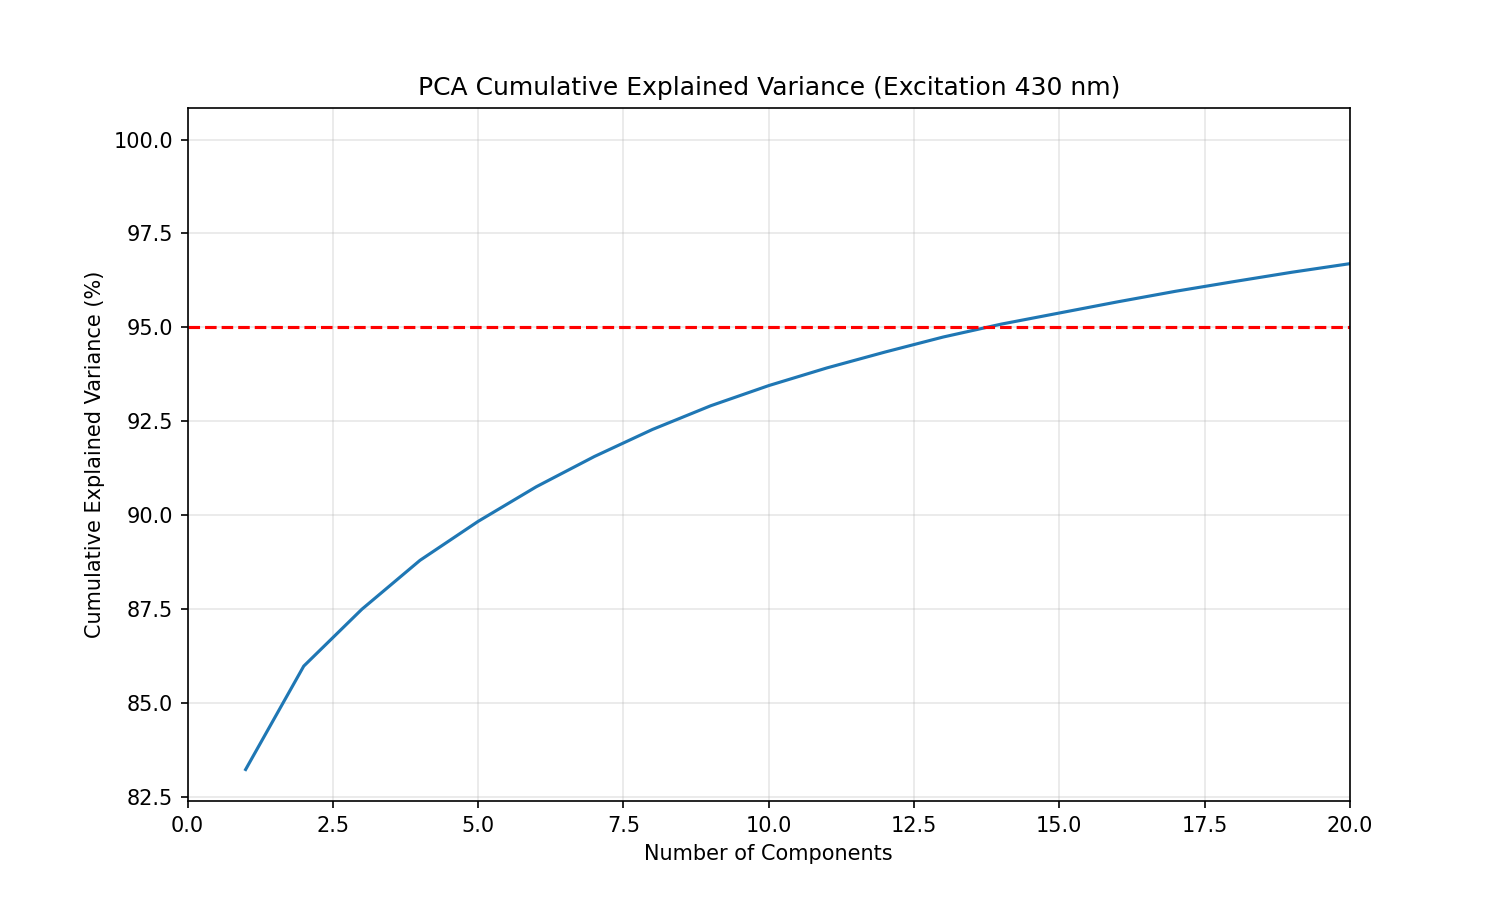 PCA Cumulative Explained Variance (Excitation 430 nm)
100.0
97.5
95.0
92.5
90.0
87.5
85.0
82.5
Cumulative Explained Variance (%)
0.0 2.5 5.0 7.5 10.0 12.5 15.0 17.5 20.0
Number of Components